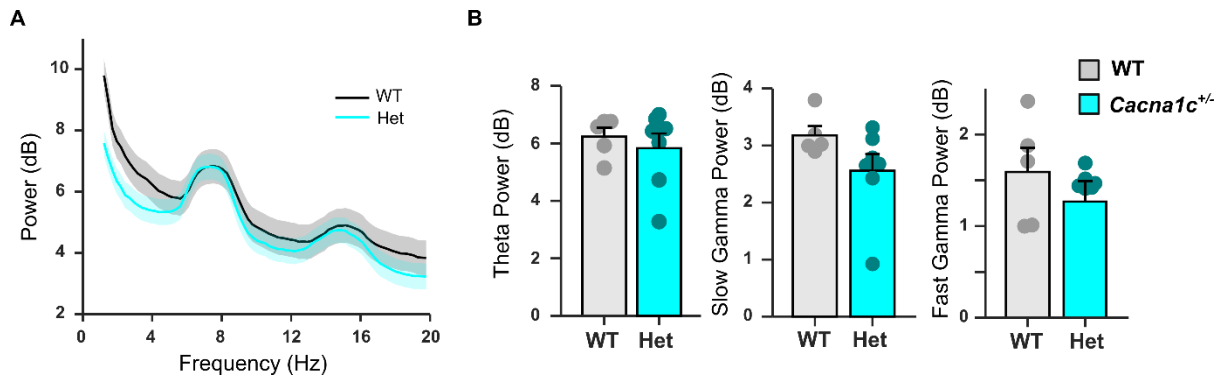 A
10
8
6
4
2
Power (dB)
0
4
8
12
16
20
Frequency (Hz)
WT
Het
B
8
6
4
2
0
Theta Power (dB)
WT
Het
4
3
2
1
0
Slow Gamma Power (dB)
WT
Het
2
1
0
Fast Gamma Power (dB)
WT
Het
WT
Cacna1c+/-